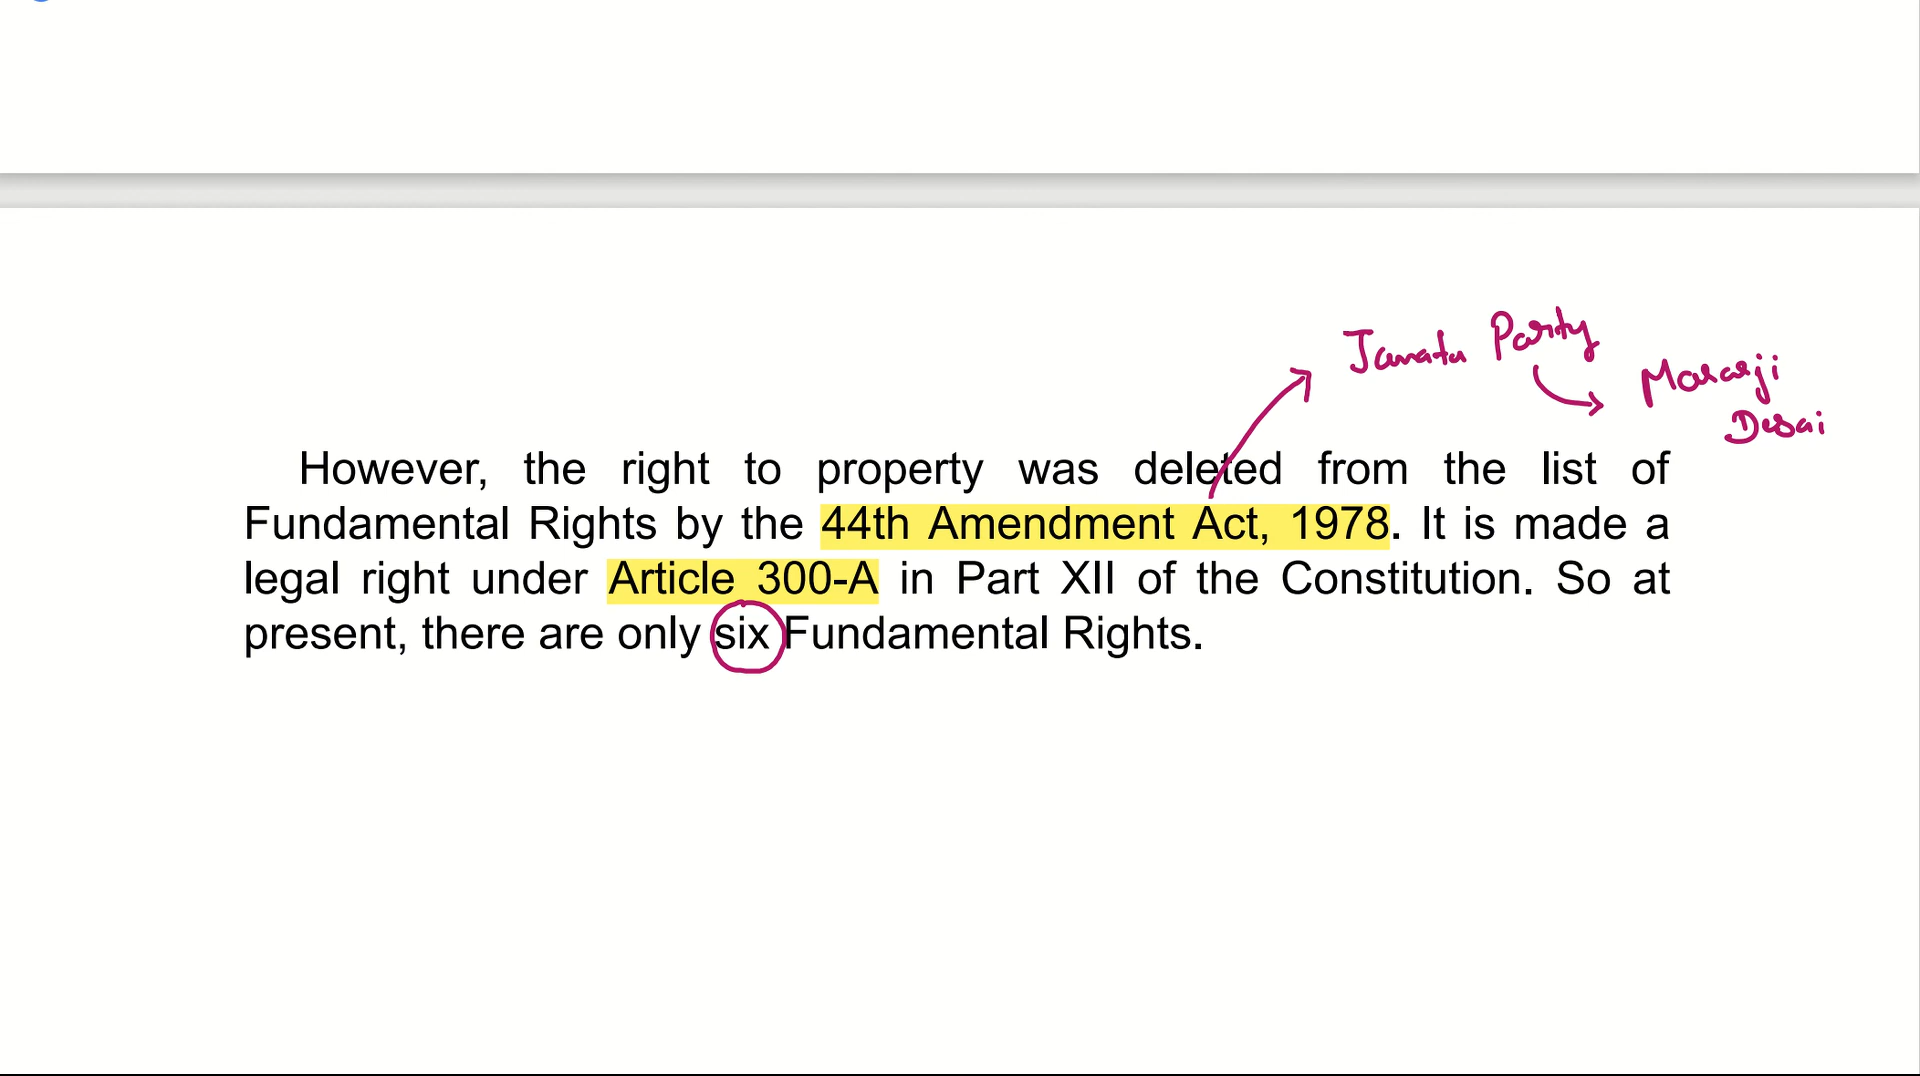 Janata Party
Mararji
Desai
However, the right to property was deleted from the list of
Fundamental Rights by the 44th Amendment Act, 1978. It is made a
legal right under Article 300-A in Part XII of the Constitution. So at
present, there are only six Fundamental Rights.